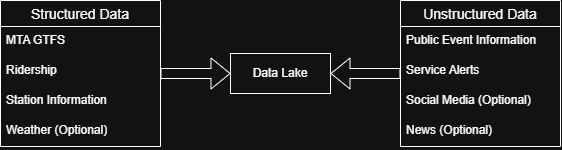 Structured Data
MTA GTFS
Ridership
Station Information
Weather (Optional)
Data Lake
Unstructured Data
Public Event Information
Service Alerts
Social Media (Optional)
News (Optional)